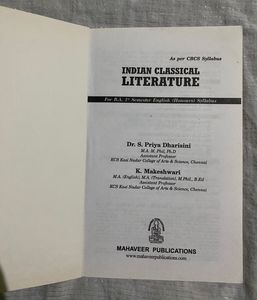 As per CBCS Syllabus
INDIAN CLASSICAL
LITERATURE
For B.A. 1st Semester English (Honours) Syllabus
Dr. S. Priya Dharisini
M.A. M. Phil, Ph.D
Assistant Professor
KCS Kasi Nadar College of Arts & Science, Chennai
K. Makeshwari
M.A. (English), M.A. (Translation), M.Phil., B.Ed
Assistant Professor
KCS Kasi Nadar College of Arts & Science, Chennai
MAHAVEER PUBLICATIONS
www.mahaveerpublications.in